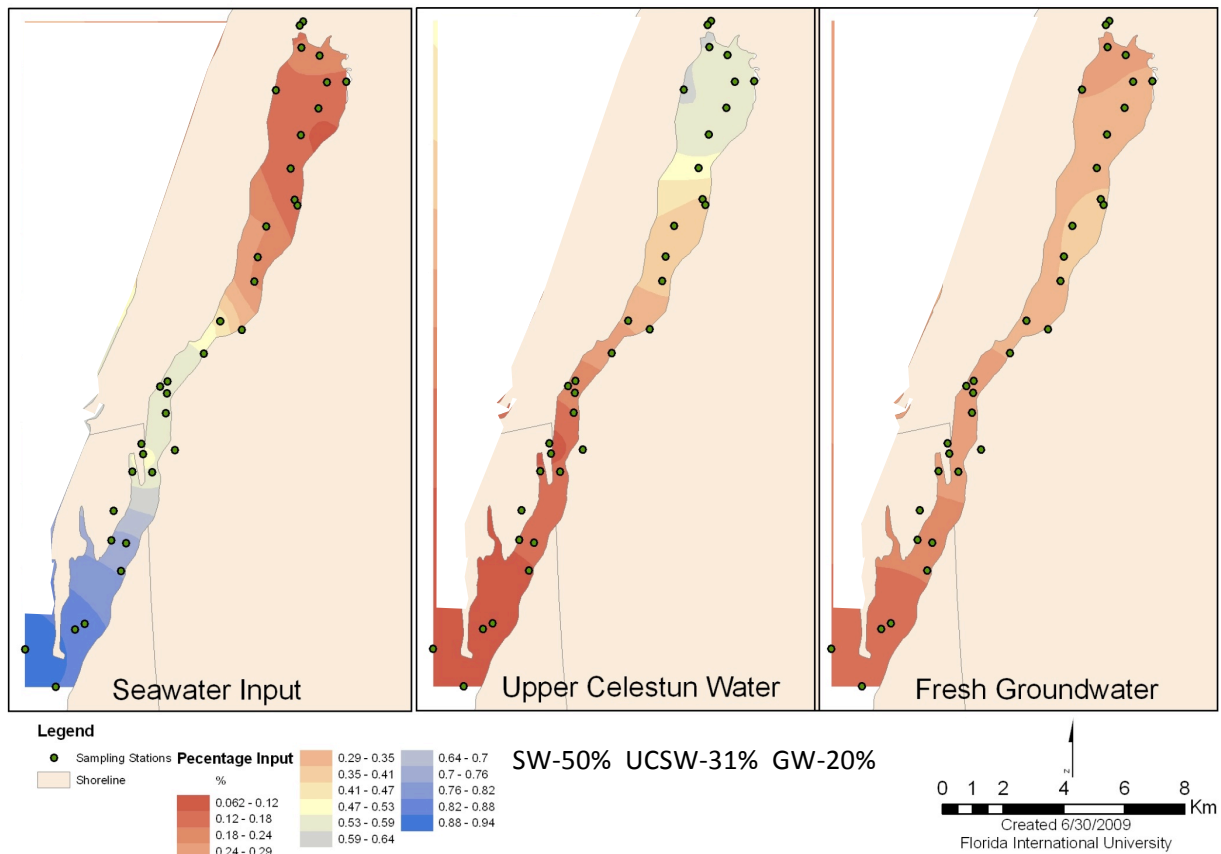 Seawater Input
Upper Celestun Water
Fresh Groundwater
Legend
Sampling Stations
Shoreline
Pecentage Input
%
0.062 - 0.12
0.12 - 0.18
0.18 - 0.24
0.24 - 0.29
0.29 - 0.35
0.35 - 0.41
0.41 - 0.47
0.47 - 0.53
0.53 - 0.59
0.59 - 0.64
0.64 - 0.7
0.7 - 0.76
0.76 - 0.82
0.82 - 0.88
0.88 - 0.94
SW-50% UCSW-31% GW-20%
0 1 2 4 6 8
Km
Created 6/30/2009
Florida International University